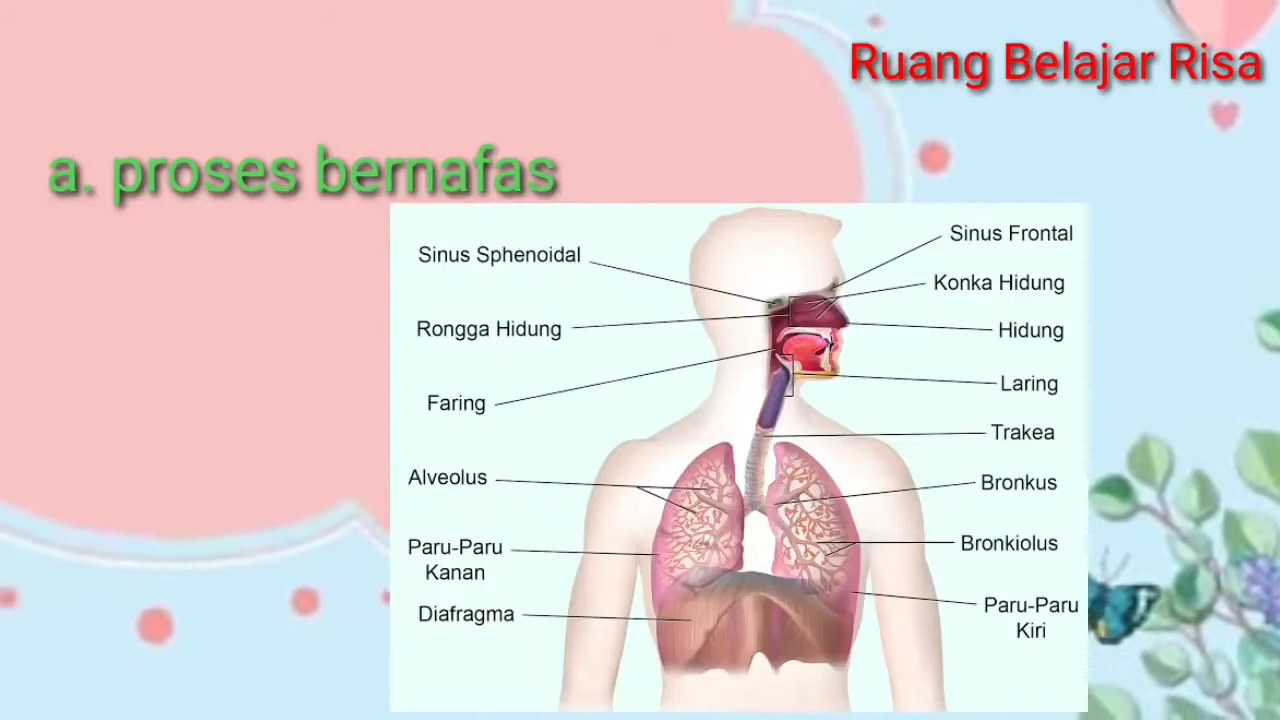 Ruang Belajar Risa
a. proses bernafas
Sinus Sphenoidal
Rongga Hidung
Faring
Alveolus
Paru-Paru
Kanan
Diafragma
Sinus Frontal
Konka Hidung
Hidung
Laring
Trakea
Bronkus
Bronkiolus
Paru-Paru
Kiri